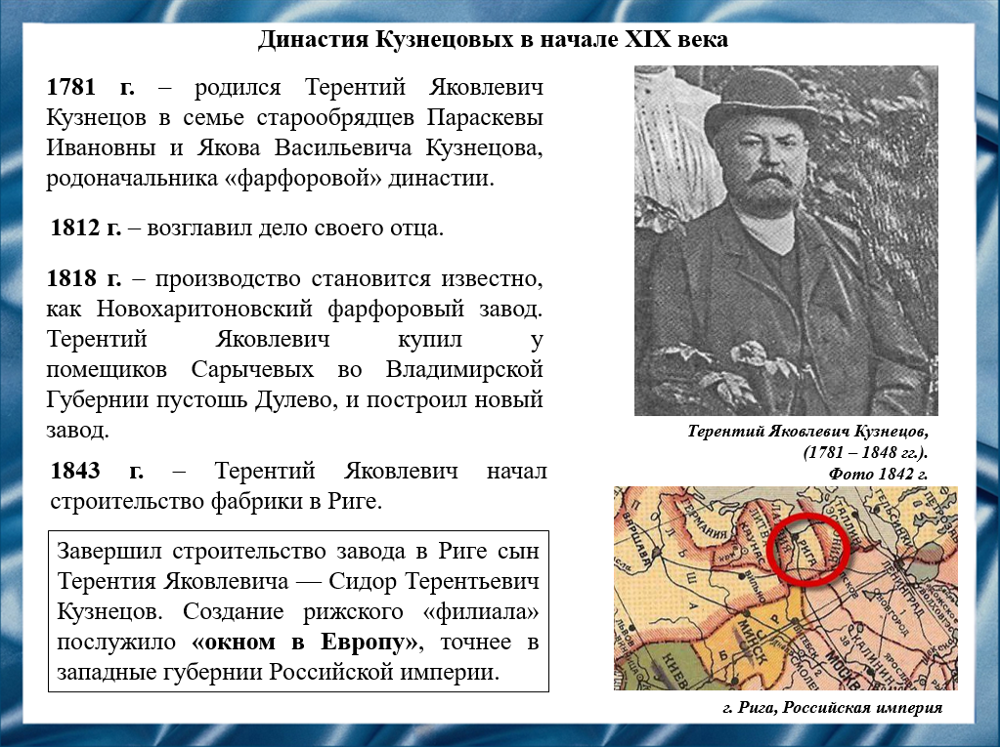 Династия Кузнецовых в начале XIX века
1781 г. – родился Терентий Яковлевич
Кузнецов в семье старообрядцев Параскевы
Ивановны и Якова Васильевича Кузнецова,
родоначальника «фарфоровой» династии.
1812 г. – возглавил дело своего отца.
1818 г. – производство становится известно,
как Новохаритоновский фарфоровый завод.
Терентий Яковлевич купил у
помещиков Сарычевых во Владимирской
Губернии пустошь Дулево, и построил новый
завод.
1843 г. – Терентий Яковлевич начал
строительство фабрики в Риге.
Завершил строительство завода в Риге сын
Терентия Яковлевича — Сидор Терентьевич
Кузнецов. Создание рижского «филиала»
послужило «окном в Европу», точнее в
западные губернии Российской империи.
Терентий Яковлевич Кузнецов,
(1781 – 1848 гг.).
Фото 1842 г.
ГЕРМАНИЯ
ВАРШАВА
КАУНАС
РИГА
ЛЕНИНГРАД
НОВГОРОД
МИНСК
КИЕВ
МОСКВА
КАЛИНИН
г. Рига, Российская империя